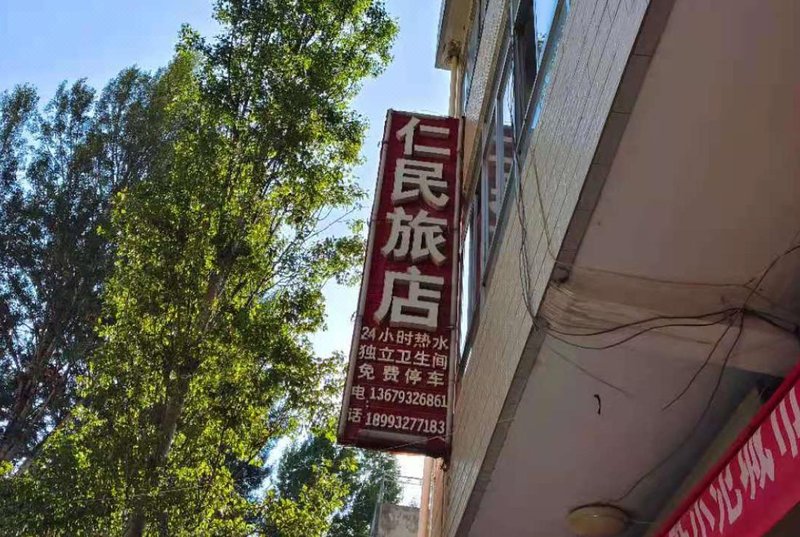 仁民旅店
24小时热水
独立卫生间
免费停车
电话 13679326861
18993277183